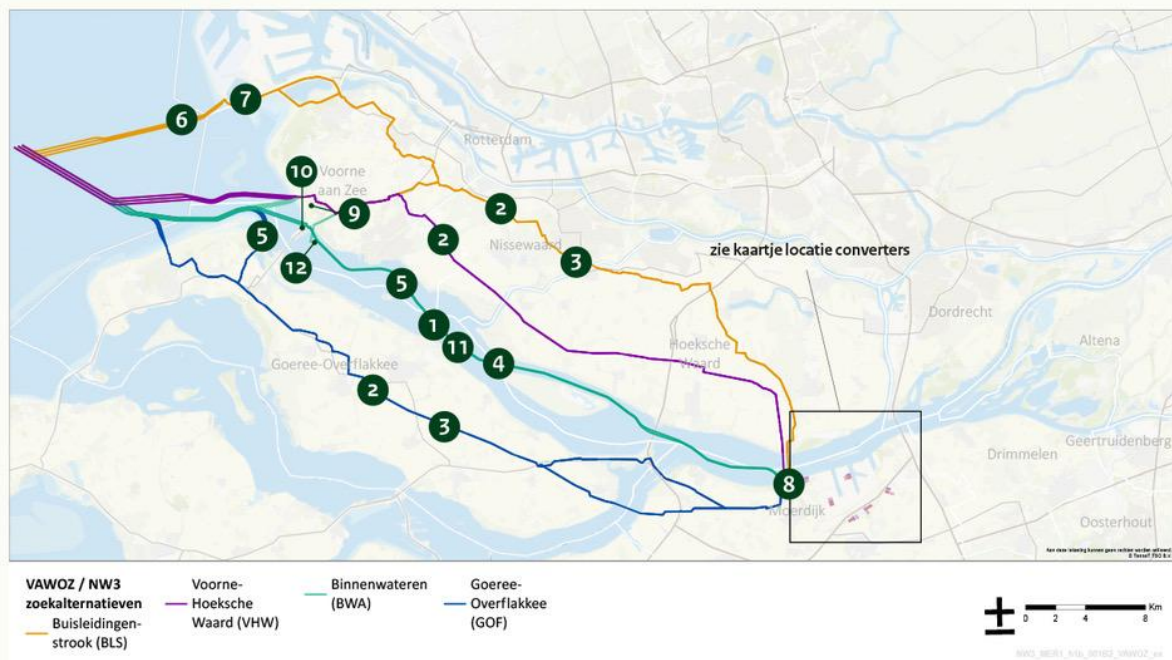 6
7
Rotterdam
10
Voorne
aan Zee
9
2
5
2
Nissewaard
zie kaartje locatie converters
12
3
5
Dordrecht
1
11
Hoeksche
Waard
Altena
4
Goeree-Overflakkee
2
3
Geertruidenberg
Drimmelen
8
Moerdijk
Oosterhout
VAWOZ / NW3
zoekalternatieven
Buisleidingen-
strook (BLS)
Voorne-
Hoeksche
Waard (VHW)
Binnenwateren
(BWA)
Goeree-
Overflakkee
(GOF)
Km
0 2 4 8